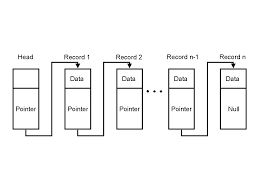 Head Record 1 Record 2 Record n-1 Record n
Data Data Data Data
Pointer Pointer Pointer Pointer Null